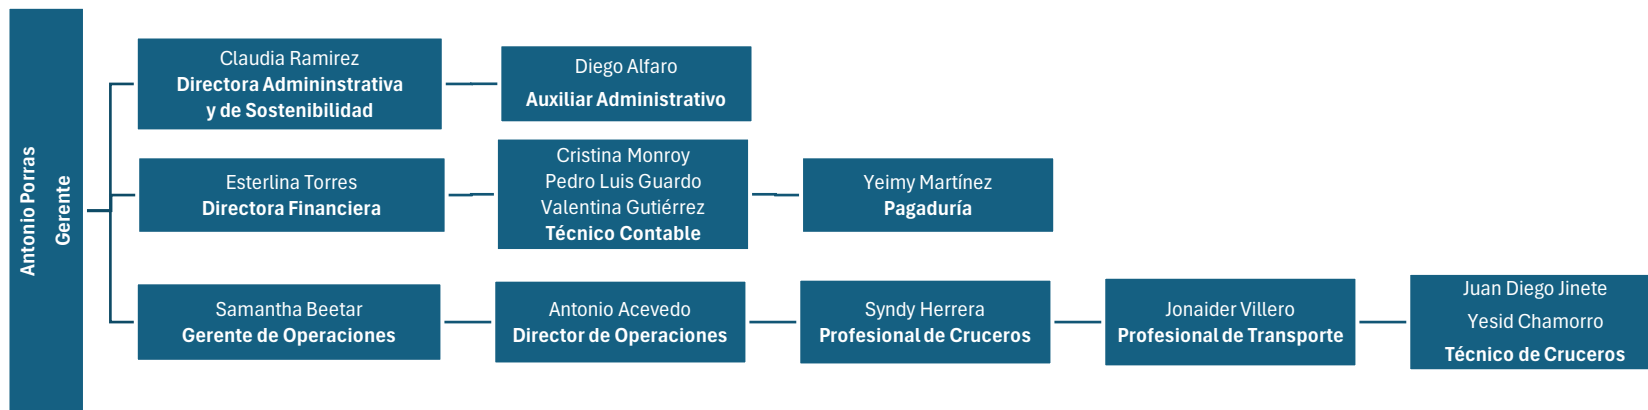 Antonio Porras
Gerente
Claudia Ramirez
Directora Admininstrativa
y de Sostenibilidad
Diego Alfaro
Auxiliar Administrativo
Esterlina Torres
Directora Financiera
Cristina Monroy
Pedro Luis Guardo
Valentina Gutiérrez
Técnico Contable
Yeimy Martínez
Pagaduría
Samantha Beetar
Gerente de Operaciones
Antonio Acevedo
Director de Operaciones
Syndy Herrera
Profesional de Cruceros
Jonaider Villero
Profesional de Transporte
Juan Diego Jinete
Yesid Chamorro
Técnico de Cruceros